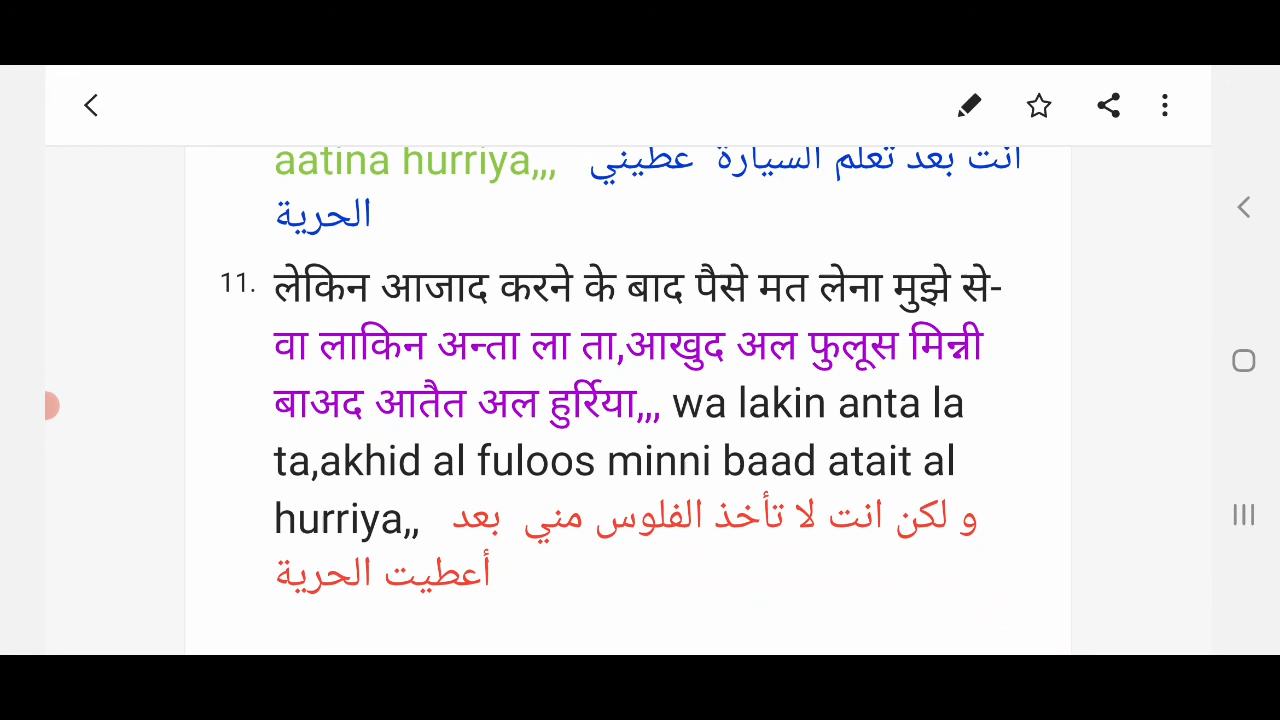 aatina hurriya,,, انت بعد تعلم السيارة عطيني
الحرية
11. लेकिन आजाद करने के बाद पैसे मत लेना मुझे से-
वा लाकिन अन्ता ला ता,आखुद अल फुलूस मिन्नी
बाअद आतैत अल हुर्रिया,,, wa lakin anta la
ta,akhid al fuloos minni baad atait al
hurriya,, و لكن انت لا تأخذ الفلوس مني بعد
أعطيت الحرية